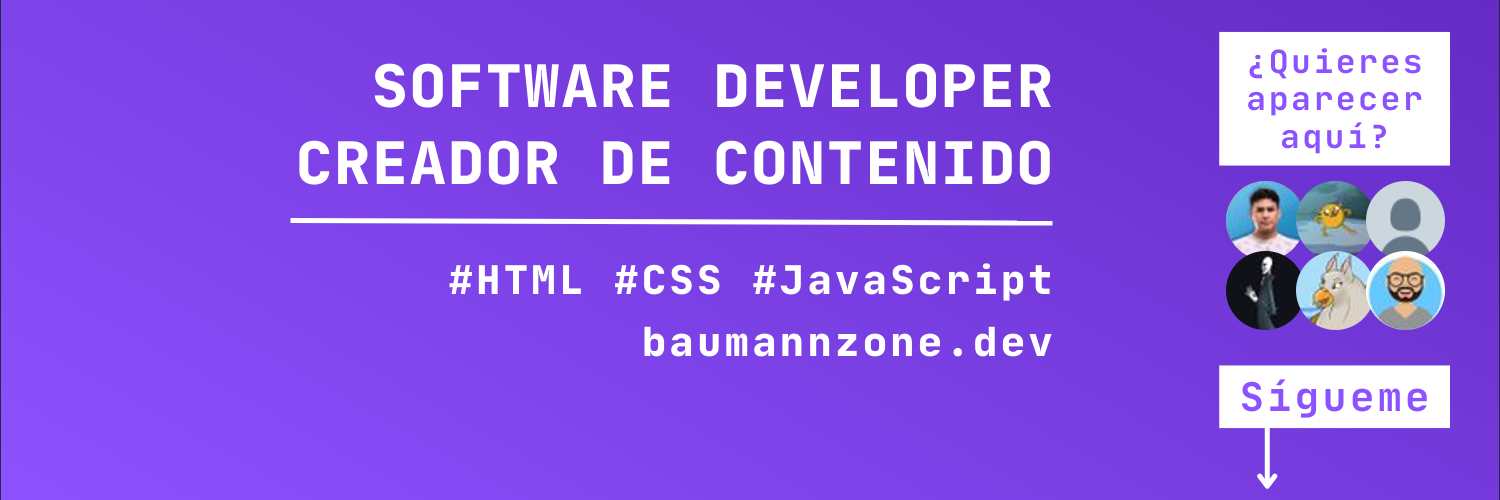 SOFTWARE DEVELOPER
CREADOR DE CONTENIDO
#HTML #CSS #JavaScript
baumannzone.dev
¿Quieres
aparecer
aquí?
Sígueme